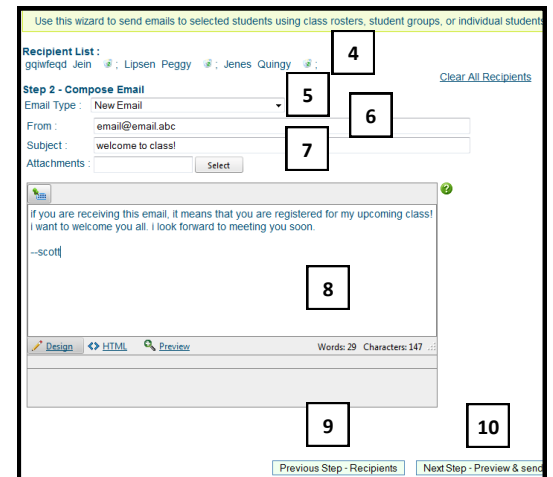 Use this wizard to send emails to selected students using class rosters, student groups, or individual students
Recipient List :
gqiwfeqd Jein ; Lipsen Peggy ; Jenes Quingy ;
4
Clear All Recipients
Step 2 - Compose Email
5
Email Type : New Email
6
From : email@email.abc
Subject : welcome to class!
7
Attachments : Select
?
if you are receiving this email, it means that you are registered for my upcoming class!
i want to welcome you all. i look forward to meeting you soon.
--scott
8
Design <> HTML Preview Words: 29 Characters: 147
9
10
Previous Step - Recipients Next Step - Preview & send